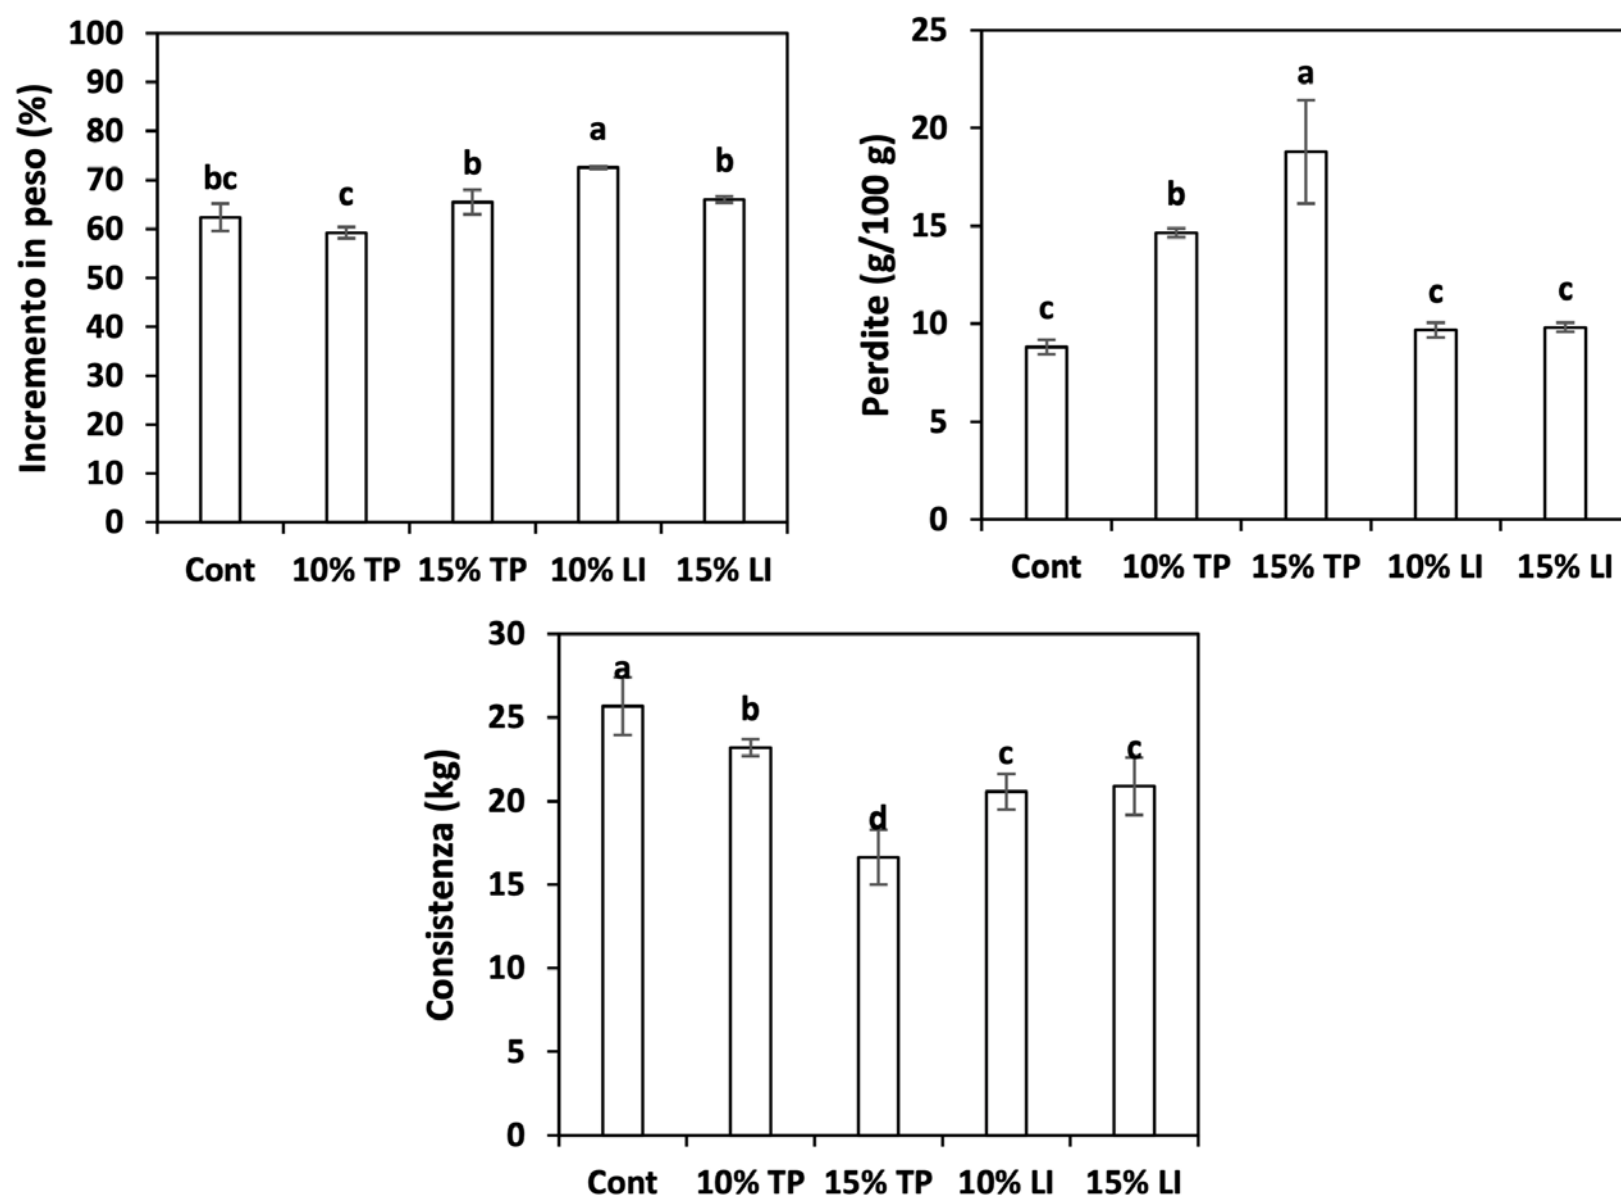 Incremento in peso (%)
100
90
80
70
60
50
40
30
20
10
0
bc
c
b
a
b
Cont 10% TP 15% TP 10% LI 15% LI
Perdite (g/100 g)
25
20
15
10
5
0
c
b
a
c
c
Cont 10% TP 15% TP 10% LI 15% LI
Consistenza (kg)
30
25
20
15
10
5
0
a
b
d
c
c
Cont 10% TP 15% TP 10% LI 15% LI